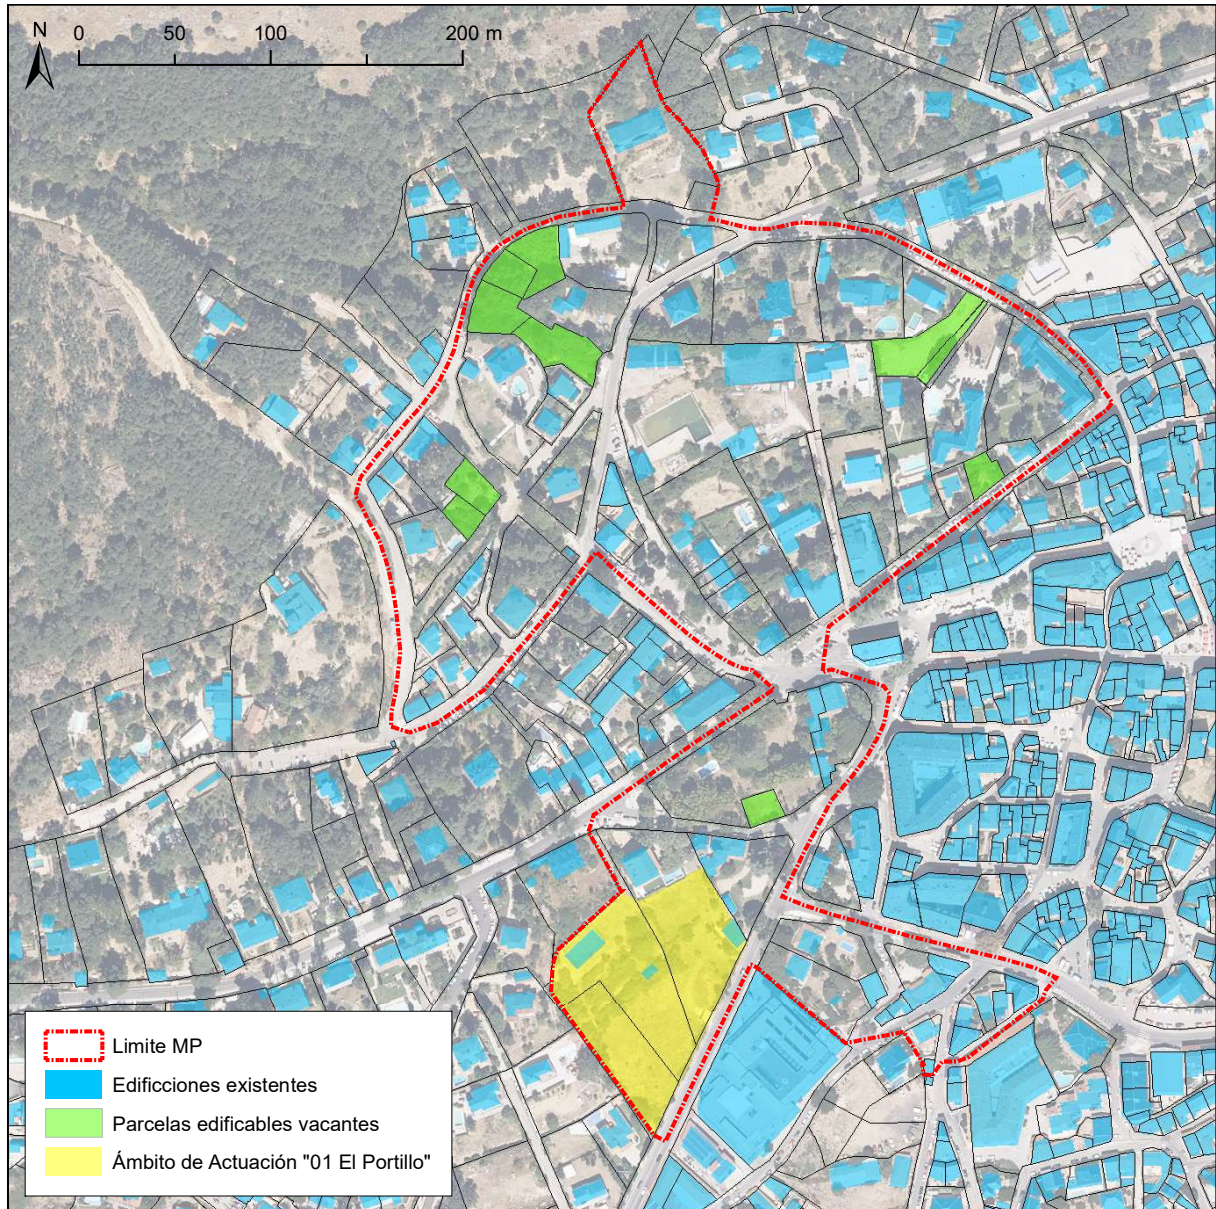 N
0 50 100 200 m
Limite MP
Edificciones existentes
Parcelas edificables vacantes
Ámbito de Actuación "01 El Portillo"